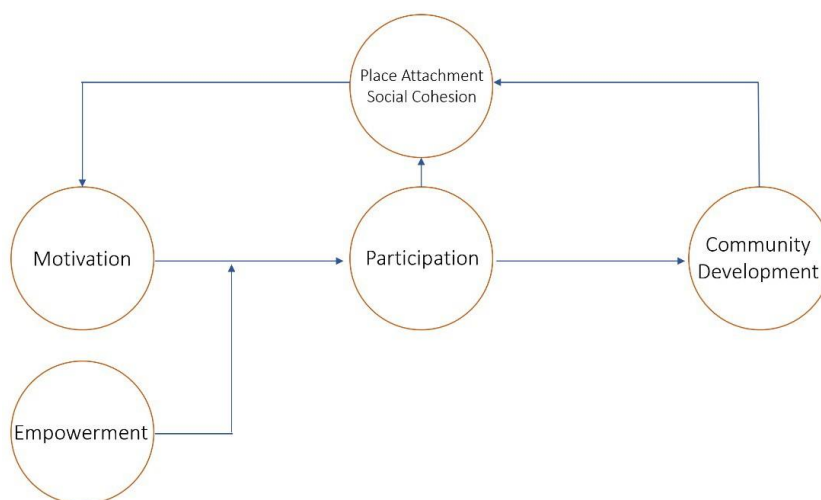 Place Attachment
Social Cohesion
Motivation
Participation
Community
Development
Empowerment